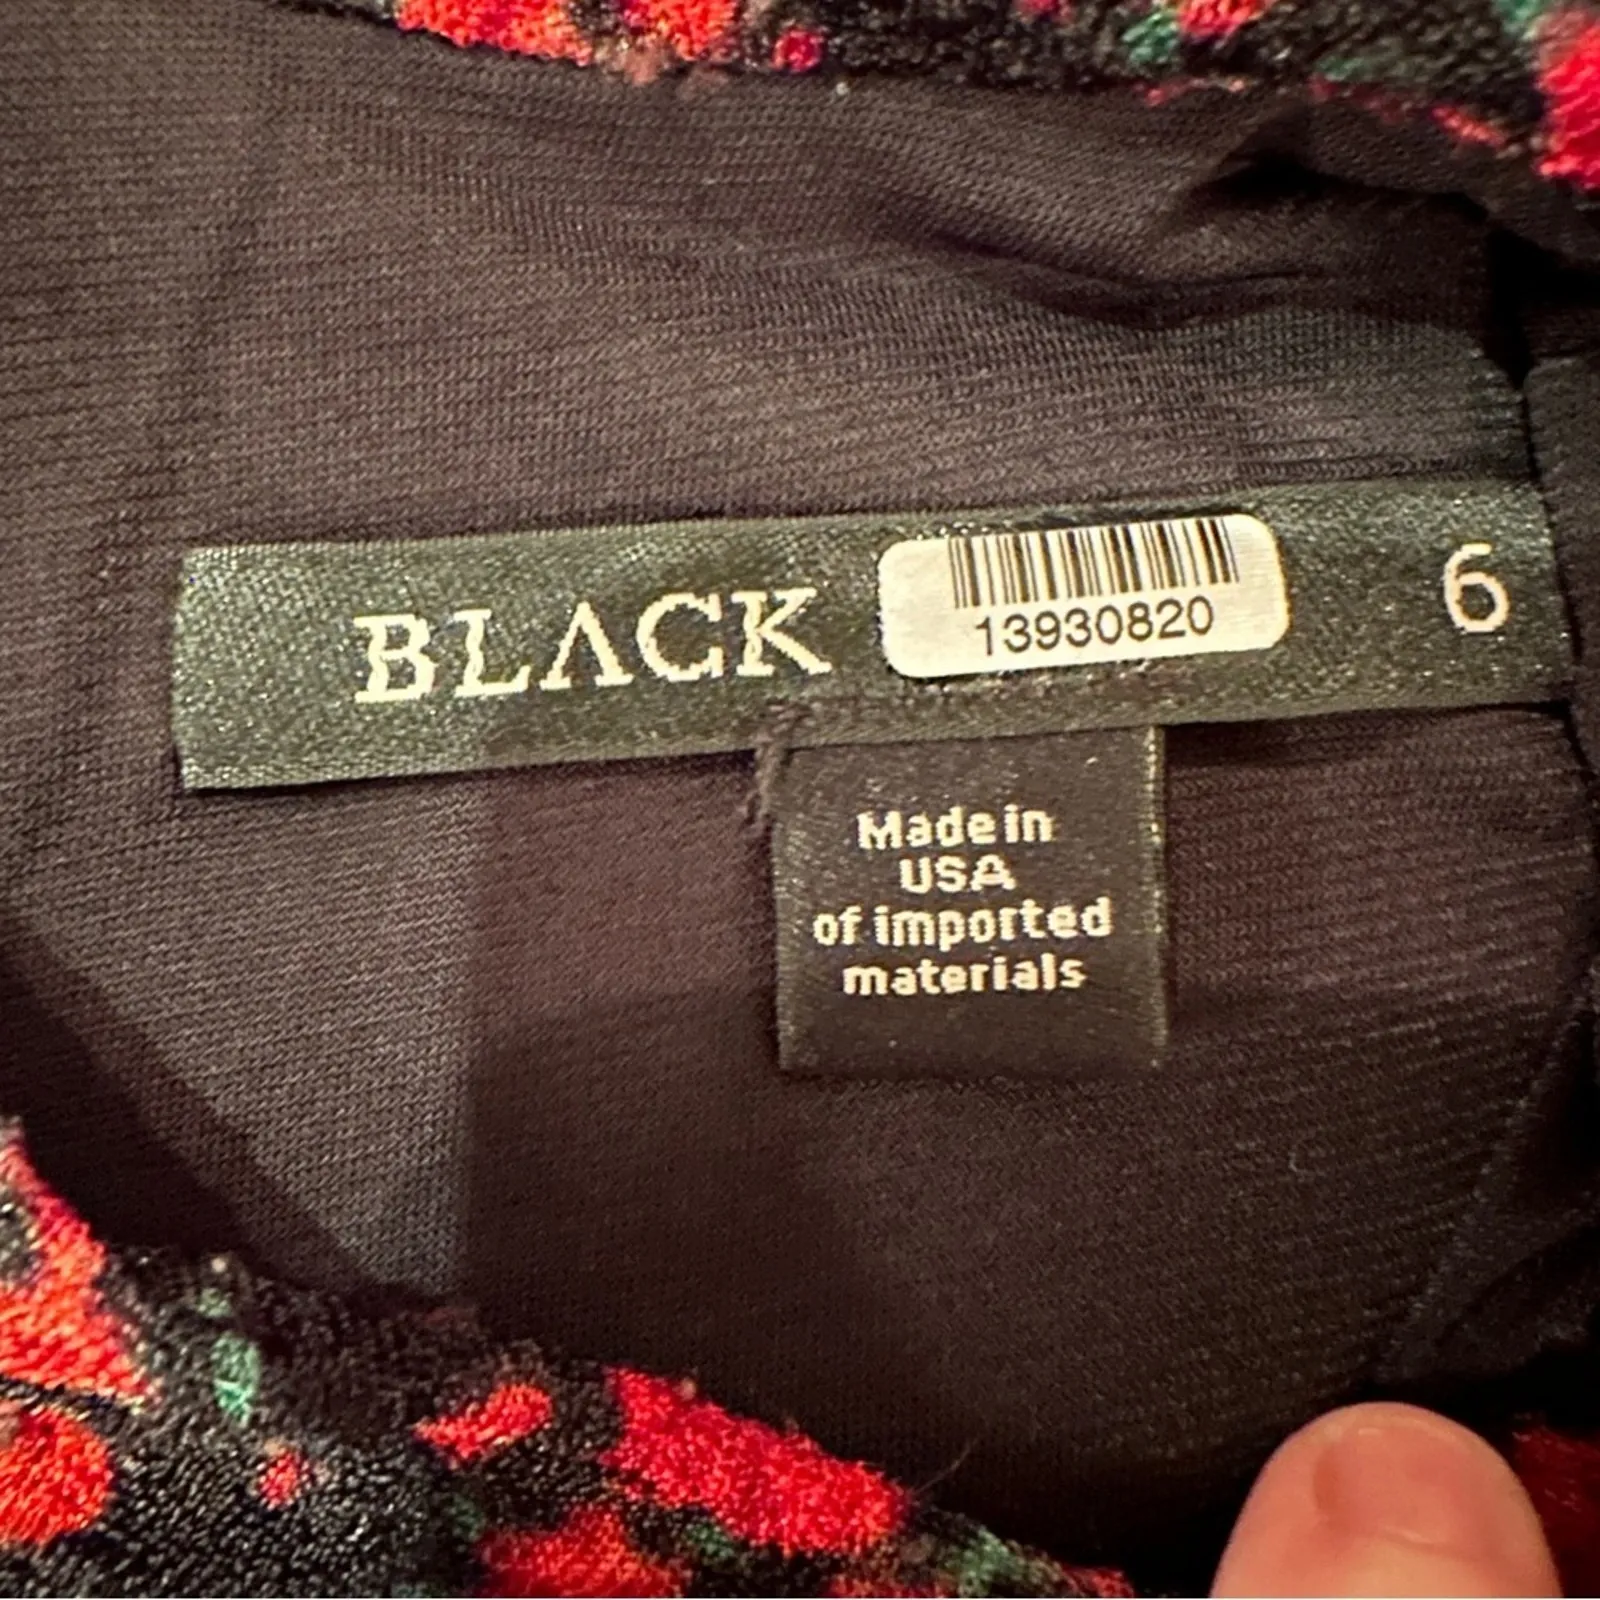 BLACK
13930820
6
Made in
USA
of imported
materials